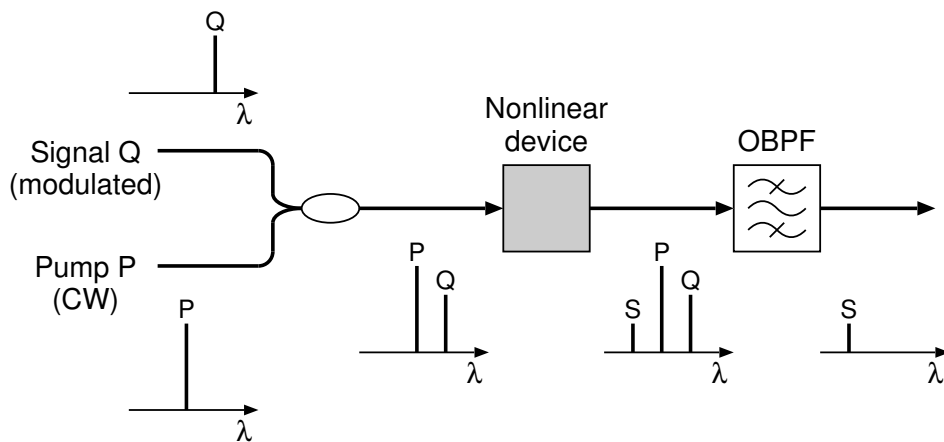 Q
λ
Signal Q
(modulated)
Pump P
(CW)
P
λ
P
Q
λ
Nonlinear
device
S
P
Q
λ
OBPF
S
λ